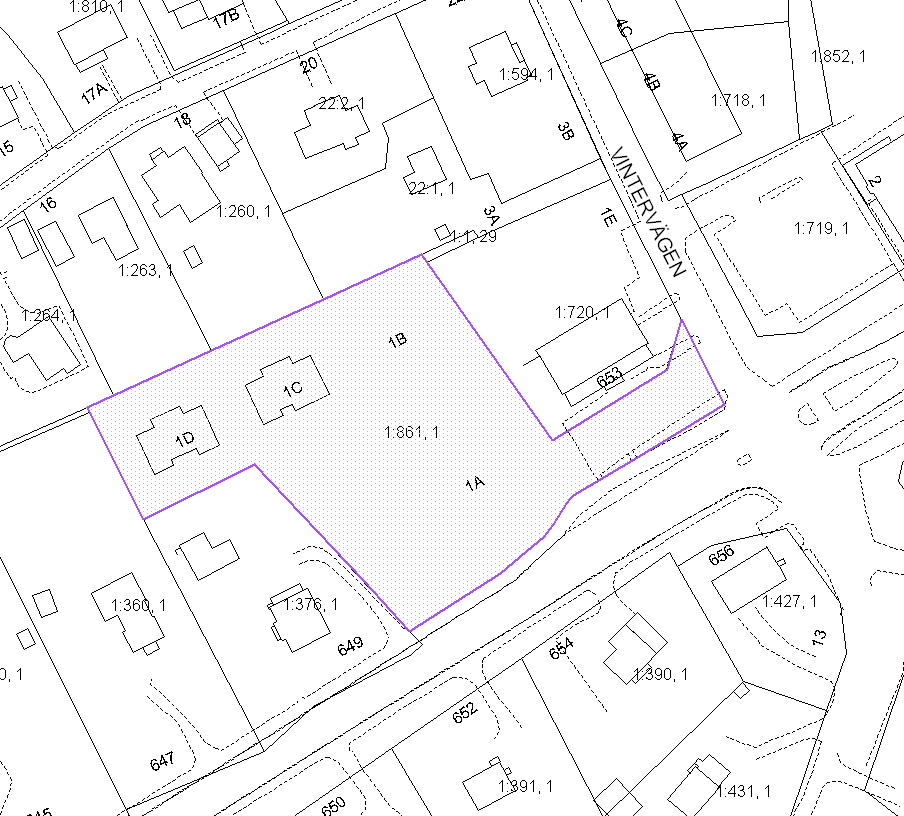 1:810, 1
17B
22
4C
17A
20
1:594, 1
1:852, 1
4B
22:2, 1
1:718, 1
18
3B
15
4A
22:1, 1
VINTERVÄGEN
2
16
1:260, 1
3A
1E
1:719, 1
1:1, 29
1:263, 1
1:264, 1
1:720, 1
1B
653
1C
1D
1:861, 1
1A
656
1:360, 1
1:376, 1
1:427, 1
13
649
654
0, 1
1:390, 1
652
647
1:391, 1
1:431, 1
650